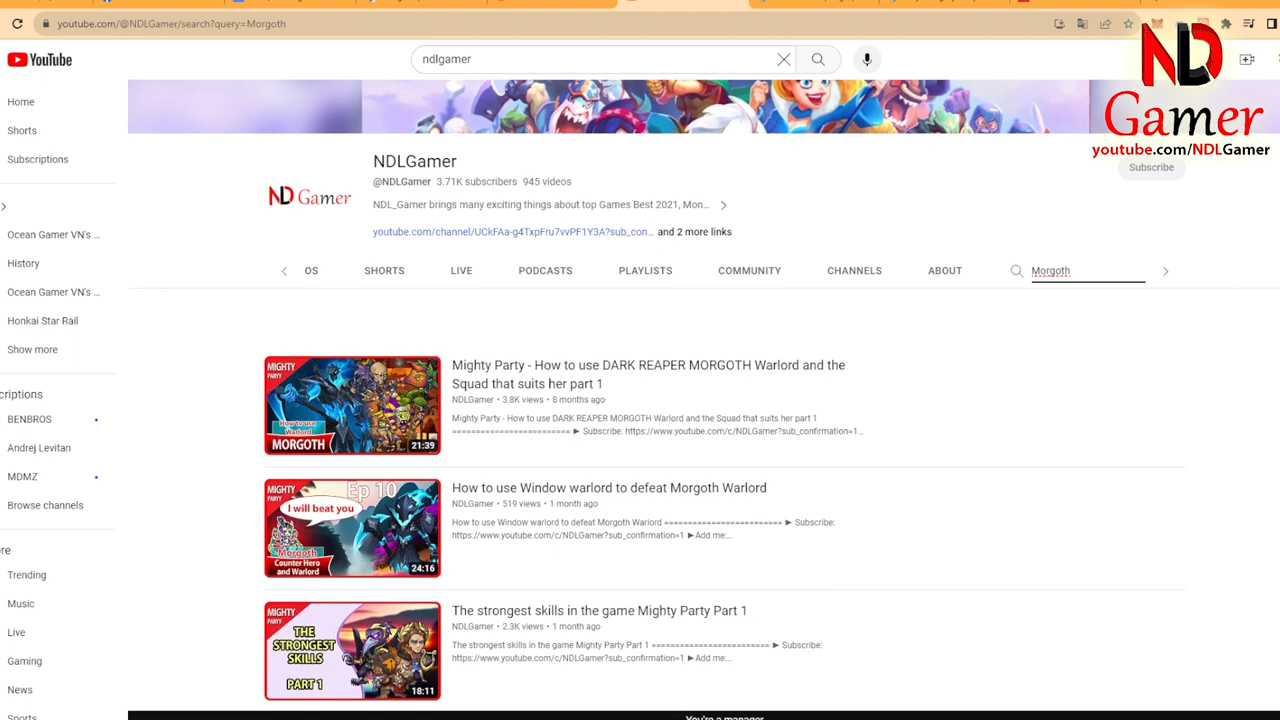 youtube.com/@NDLGamer/search?query=Morgoth
YouTube
ndlgamer
ND
Gamer
youtube.com/NDLGamer
Home
Shorts
Subscriptions
Ocean Gamer VN's ...
History
Ocean Gamer VN's ...
Honkai Star Rail
Show more
criptions
BENBROS
Andrej Levitan
MDMZ
Browse channels
re
Trending
Music
Live
Gaming
News
Sports
ND Gamer
NDLGamer
@NDLGamer 3.71K subscribers 945 videos
NDL_Gamer brings many exciting things about top Games Best 2021, Mon...
youtube.com/channel/UCkFAa-g4TxpFru7vvPF1Y3A?sub_con... and 2 more links
Subscribe
OS SHORTS LIVE PODCASTS PLAYLISTS COMMUNITY CHANNELS ABOUT Morgoth
MIGHTY
PARTY
How to use
Warlord
MORGOTH
21:39
Mighty Party - How to use DARK REAPER MORGOTH Warlord and the
Squad that suits her part 1
NDLGamer • 3.8K views • 8 months ago
Mighty Party - How to use DARK REAPER MORGOTH Warlord and the Squad that suits her part 1
========================= ► Subscribe: https://www.youtube.com/c/NDLGamer?sub_confirmation=1...
MIGHTY
PARTY
Ep 10
I will beat you
Morgoth
Counter Hero
and Warlord
24:16
How to use Window warlord to defeat Morgoth Warlord
NDLGamer • 519 views • 1 month ago
How to use Window warlord to defeat Morgoth Warlord ========================= ► Subscribe:
https://www.youtube.com/c/NDLGamer?sub_confirmation=1 ►Add me:...
MIGHTY
PARTY
THE
STRONGEST
SKILLS
PART 1
18:11
The strongest skills in the game Mighty Party Part 1
NDLGamer • 2.3K views • 1 month ago
The strongest skills in the game Mighty Party Part 1 ========================= ► Subscribe:
https://www.youtube.com/c/NDLGamer?sub_confirmation=1 ►Add me:...
You're a manager